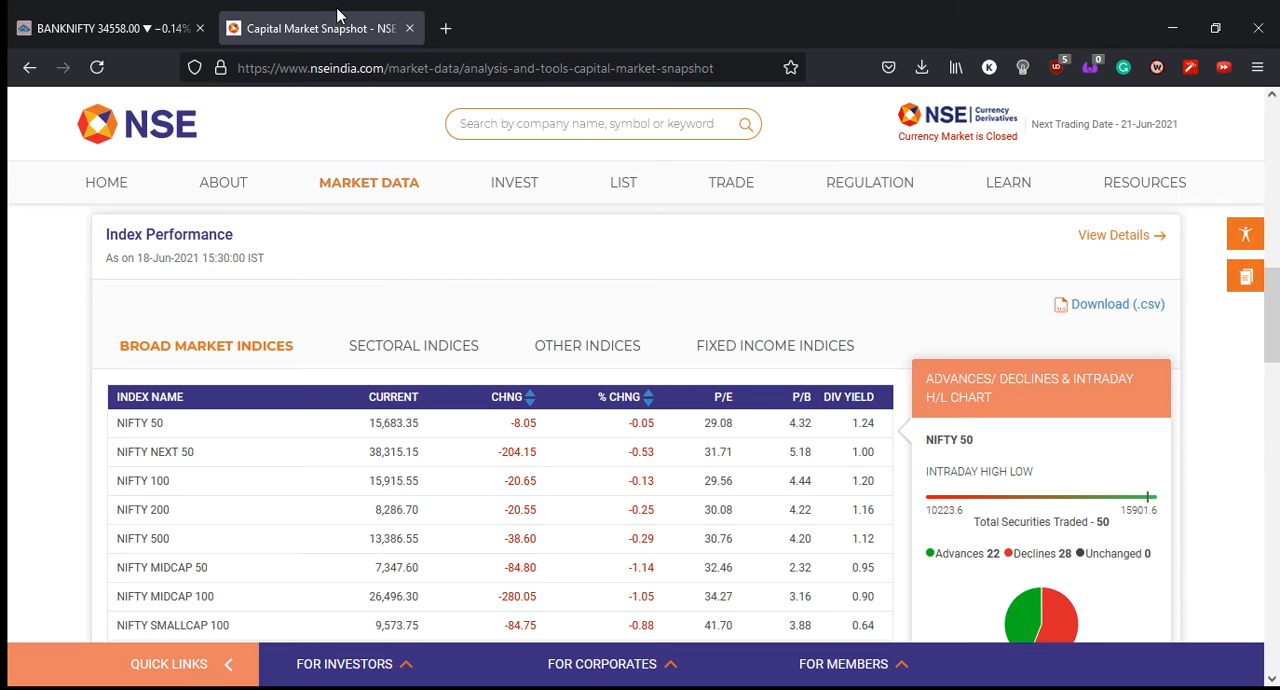 BANKNIFTY 34558.00 ▼ −0.14%
Capital Market Snapshot - NSE
https://www.nseindia.com/market-data/analysis-and-tools-capital-market-snapshot
5
0
NSE
Search by company name, symbol or keyword
NSE Currency Derivatives
Currency Market is Closed
Next Trading Date - 21-Jun-2021
HOME ABOUT MARKET DATA INVEST LIST TRADE REGULATION LEARN RESOURCES
Index Performance
View Details →
As on 18-Jun-2021 15:30:00 IST
Download (.csv)
BROAD MARKET INDICES SECTORAL INDICES OTHER INDICES FIXED INCOME INDICES
INDEX NAME CURRENT CHNG % CHNG P/E P/B DIV YIELD
NIFTY 50 15,683.35 -8.05 -0.05 29.08 4.32 1.24
NIFTY NEXT 50 38,315.15 -204.15 -0.53 31.71 5.18 1.00
NIFTY 100 15,915.55 -20.65 -0.13 29.56 4.44 1.20
NIFTY 200 8,286.70 -20.55 -0.25 30.08 4.22 1.16
NIFTY 500 13,386.55 -38.60 -0.29 30.76 4.20 1.12
NIFTY MIDCAP 50 7,347.60 -84.80 -1.14 32.46 2.32 0.95
NIFTY MIDCAP 100 26,496.30 -280.05 -1.05 34.27 3.16 0.90
NIFTY SMALLCAP 100 9,573.75 -84.75 -0.88 41.70 3.88 0.64
ADVANCES/ DECLINES & INTRADAY
H/L CHART
NIFTY 50
INTRADAY HIGH LOW
10223.6 15901.6
Total Securities Traded - 50
Advances 22 Declines 28 Unchanged 0
QUICK LINKS FOR INVESTORS FOR CORPORATES FOR MEMBERS